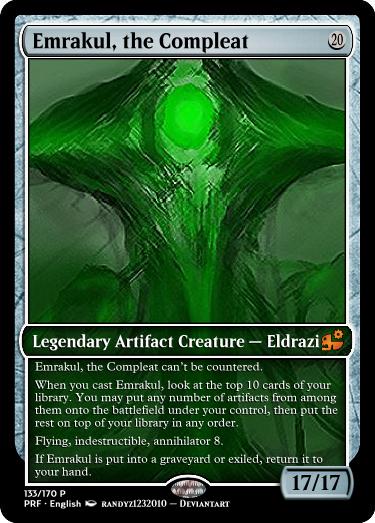 Emrakul, the Compleat 20
Legendary Artifact Creature — Eldrazi
Emrakul, the Compleat can't be countered.
When you cast Emrakul, look at the top 10 cards of your
library. You may put any number of artifacts from among
them onto the battlefield under your control, then put the
rest on top of your library in any order.
Flying, indestructible, annihilator 8.
If Emrakul is put into a graveyard or exiled, return it to
your hand.
17/17
133/170 P
PRF • English randyz1232010 — Deviantart